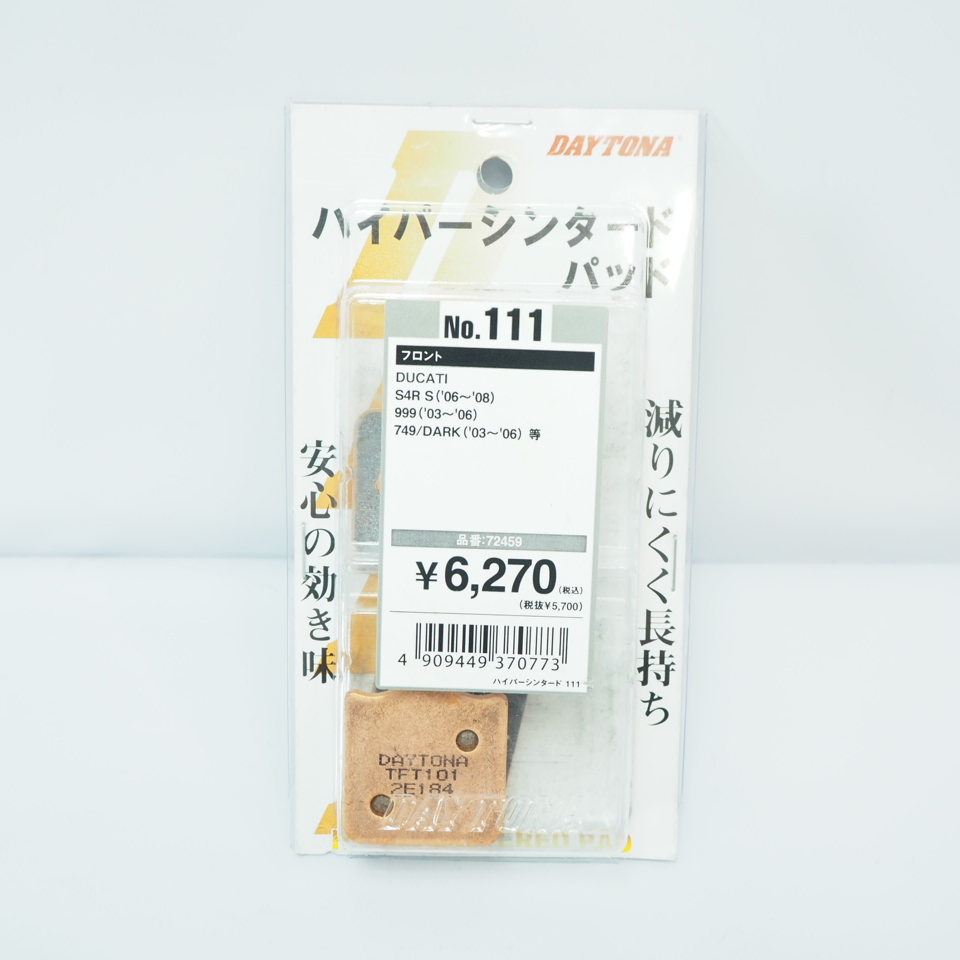 DAYTONA
ハイパーシンタード
パッド
No.111
フロント
DUCATI
S4R S ('06～'08)
999 ('03～'06)
749/DARK ('03～'06) 等
減りにくく長持ち
安心の効き味
品番:72459
￥6,270(税込)
(税抜￥5,700)
4 909449 370773
ハイパーシンタード 111
DAYTONA
TFT101
2E184